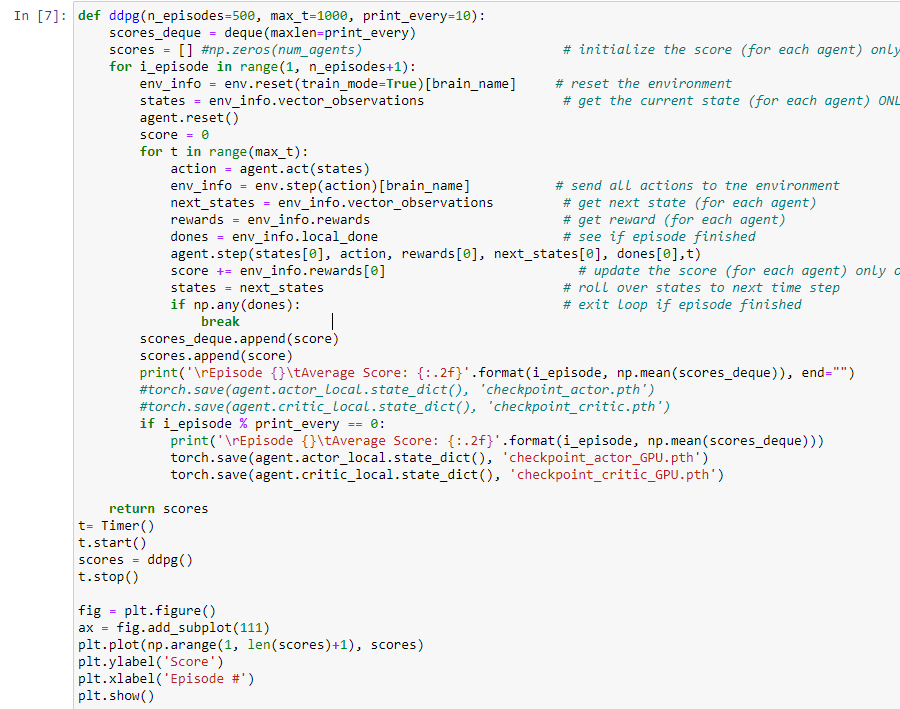 In [7]: def ddpg(n_episodes=500, max_t=1000, print_every=10):
    scores_deque = deque(maxlen=print_every)
    scores = [] #np.zeros(num_agents)                          # initialize the score (for each agent) only
    for i_episode in range(1, n_episodes+1):
        env_info = env.reset(train_mode=True)[brain_name]     # reset the environment
        states = env_info.vector_observations                  # get the current state (for each agent) ONL
        agent.reset()
        score = 0
        for t in range(max_t):
            action = agent.act(states)
            env_info = env.step(action)[brain_name]           # send all actions to tne environment
            next_states = env_info.vector_observations         # get next state (for each agent)
            rewards = env_info.rewards                         # get reward (for each agent)
            dones = env_info.local_done                        # see if episode finished
            agent.step(states[0], action, rewards[0], next_states[0], dones[0],t)
            score += env_info.rewards[0]                         # update the score (for each agent) only o
            states = next_states                               # roll over states to next time step
            if np.any(dones):                                  # exit loop if episode finished
                break
        scores_deque.append(score)
        scores.append(score)
        print('\rEpisode {}\tAverage Score: {:.2f}'.format(i_episode, np.mean(scores_deque)), end="")
        #torch.save(agent.actor_local.state_dict(), 'checkpoint_actor.pth')
        #torch.save(agent.critic_local.state_dict(), 'checkpoint_critic.pth')
        if i_episode % print_every == 0:
            print('\rEpisode {}\tAverage Score: {:.2f}'.format(i_episode, np.mean(scores_deque)))
            torch.save(agent.actor_local.state_dict(), 'checkpoint_actor_GPU.pth')
            torch.save(agent.critic_local.state_dict(), 'checkpoint_critic_GPU.pth')

    return scores
t= Timer()
t.start()
scores = ddpg()
t.stop()

fig = plt.figure()
ax = fig.add_subplot(111)
plt.plot(np.arange(1, len(scores)+1), scores)
plt.ylabel('Score')
plt.xlabel('Episode #')
plt.show()